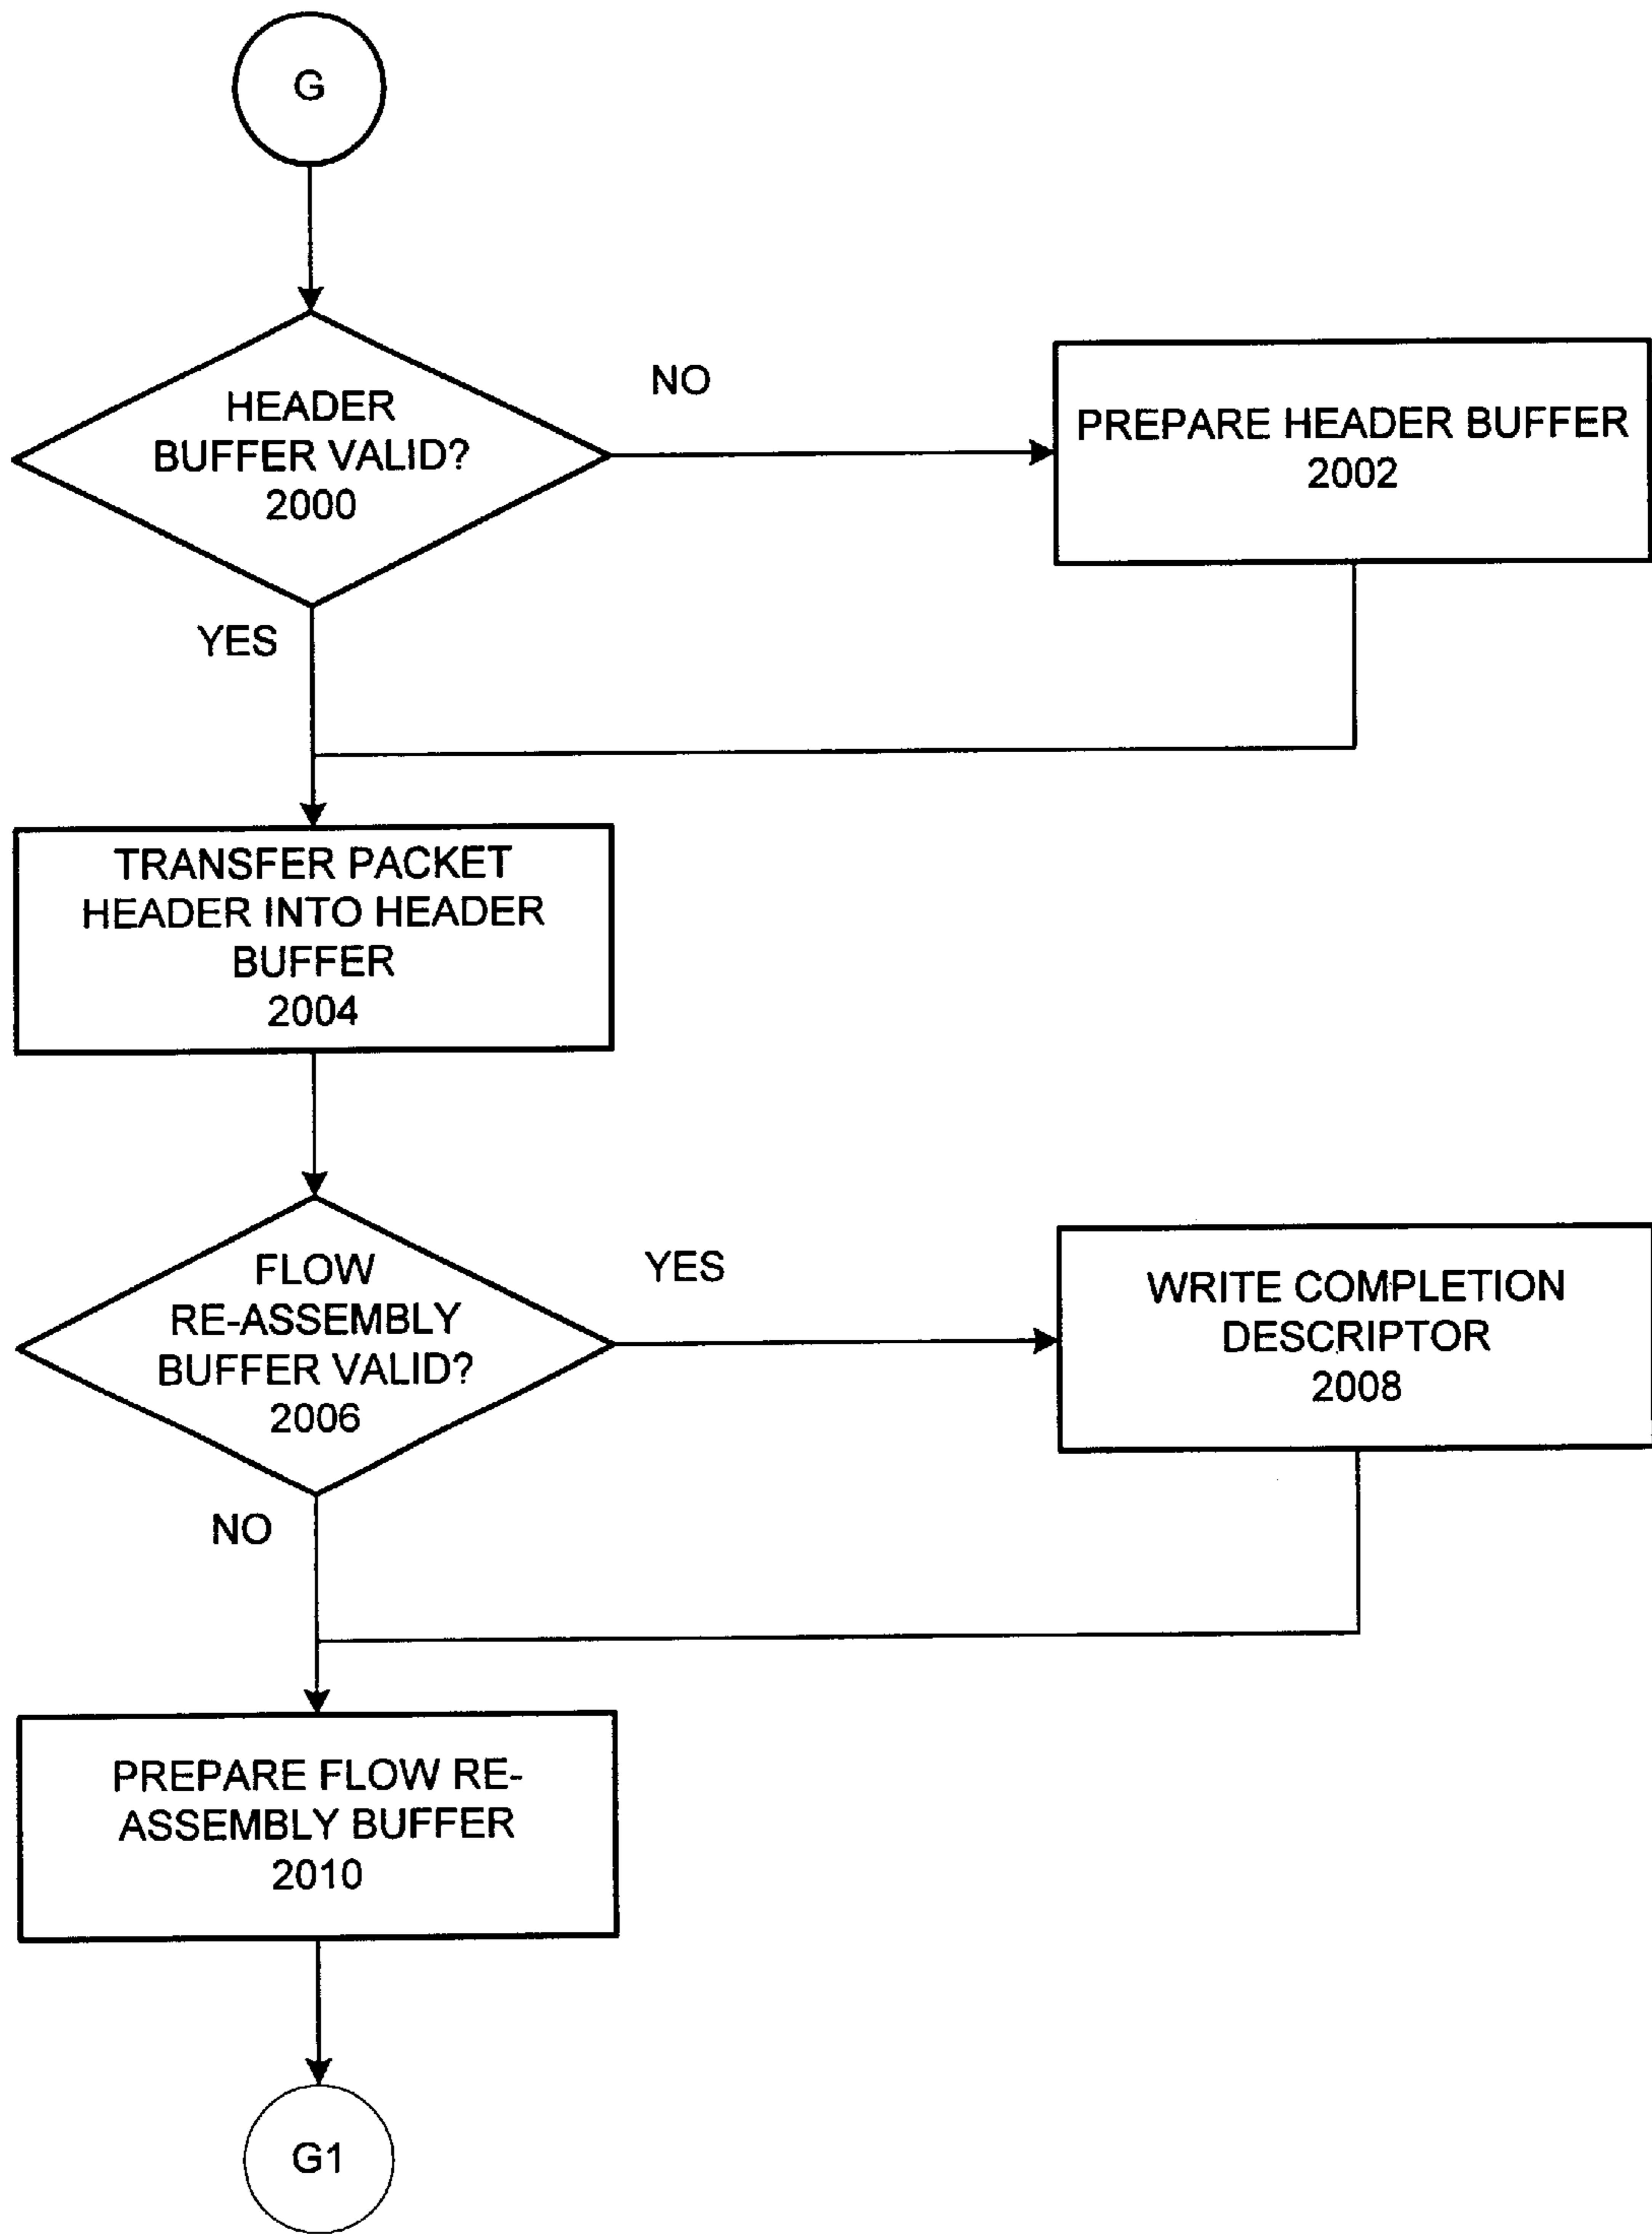 G
HEADER
BUFFER VALID?
2000
NO
PREPARE HEADER BUFFER
2002
YES
TRANSFER PACKET
HEADER INTO HEADER
BUFFER
2004
FLOW
RE-ASSEMBLY
BUFFER VALID?
2006
YES
WRITE COMPLETION
DESCRIPTOR
2008
NO
PREPARE FLOW RE-
ASSEMBLY BUFFER
2010
G1